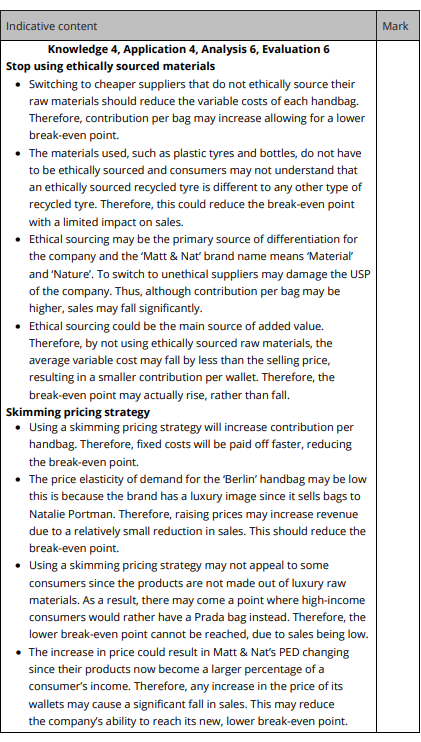 Indicative content Mark
Knowledge 4, Application 4, Analysis 6, Evaluation 6
Stop using ethically sourced materials
• Switching to cheaper suppliers that do not ethically source their
raw materials should reduce the variable costs of each handbag.
Therefore, contribution per bag may increase allowing for a lower
break-even point.
• The materials used, such as plastic tyres and bottles, do not have
to be ethically sourced and consumers may not understand that
an ethically sourced recycled tyre is different to any other type of
recycled tyre. Therefore, this could reduce the break-even point
with a limited impact on sales.
• Ethical sourcing may be the primary source of differentiation for
the company and the ‘Matt & Nat’ brand name means ‘Material’
and ‘Nature’. To switch to unethical suppliers may damage the USP
of the company. Thus, although contribution per bag may be
higher, sales may fall significantly.
• Ethical sourcing could be the main source of added value.
Therefore, by not using ethically sourced raw materials, the
average variable cost may fall by less than the selling price,
resulting in a smaller contribution per wallet. Therefore, the
break-even point may actually rise, rather than fall.
Skimming pricing strategy
• Using a skimming pricing strategy will increase contribution per
handbag. Therefore, fixed costs will be paid off faster, reducing
the break-even point.
• The price elasticity of demand for the ‘Berlin’ handbag may be low
this is because the brand has a luxury image since it sells bags to
Natalie Portman. Therefore, raising prices may increase revenue
due to a relatively small reduction in sales. This should reduce the
break-even point.
• Using a skimming pricing strategy may not appeal to some
consumers since the products are not made out of luxury raw
materials. As a result, there may come a point where high-income
consumers would rather have a Prada bag instead. Therefore, the
lower break-even point cannot be reached, due to sales being low.
• The increase in price could result in Matt & Nat’s PED changing
since their products now become a larger percentage of a
consumer’s income. Therefore, any increase in the price of its
wallets may cause a significant fall in sales. This may reduce
the company’s ability to reach its new, lower break-even point.